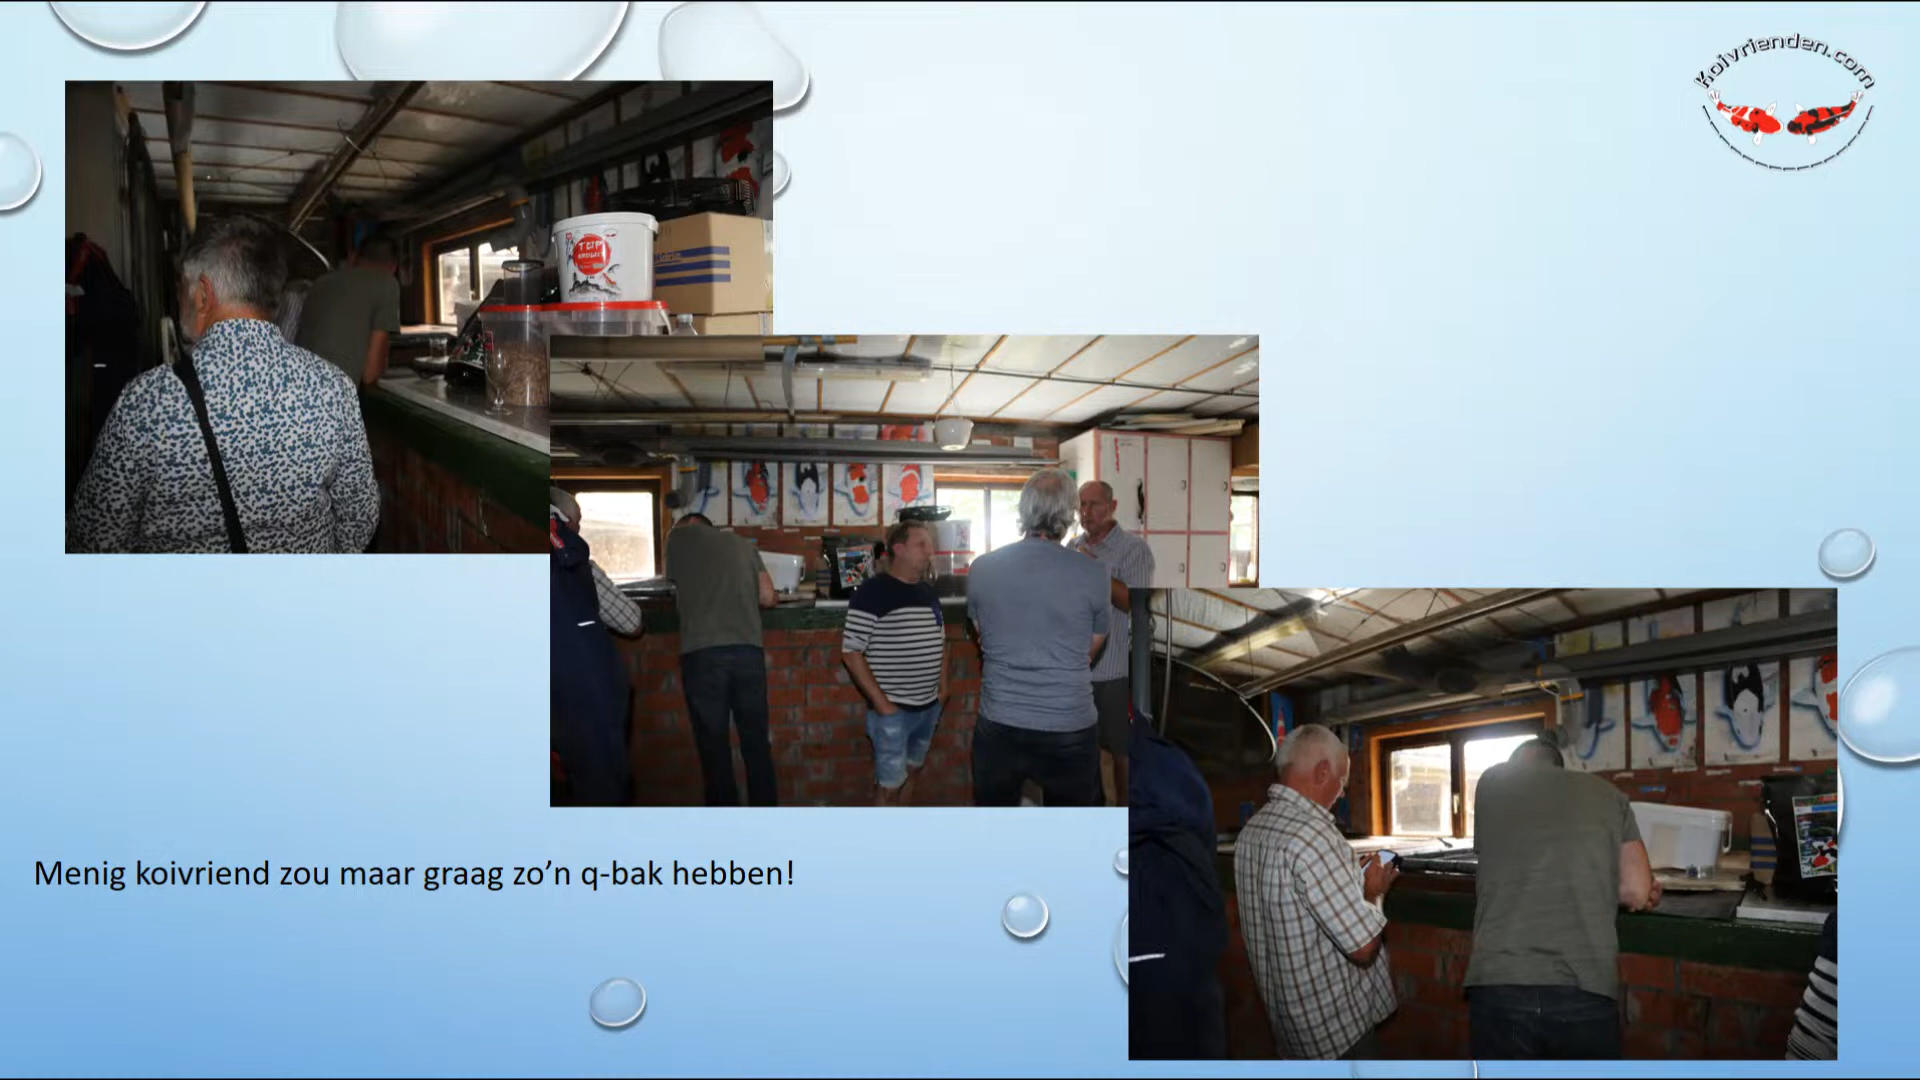 Koivrienden.com
TOP
Menig koivriend zou maar graag zo’n q-bak hebben!